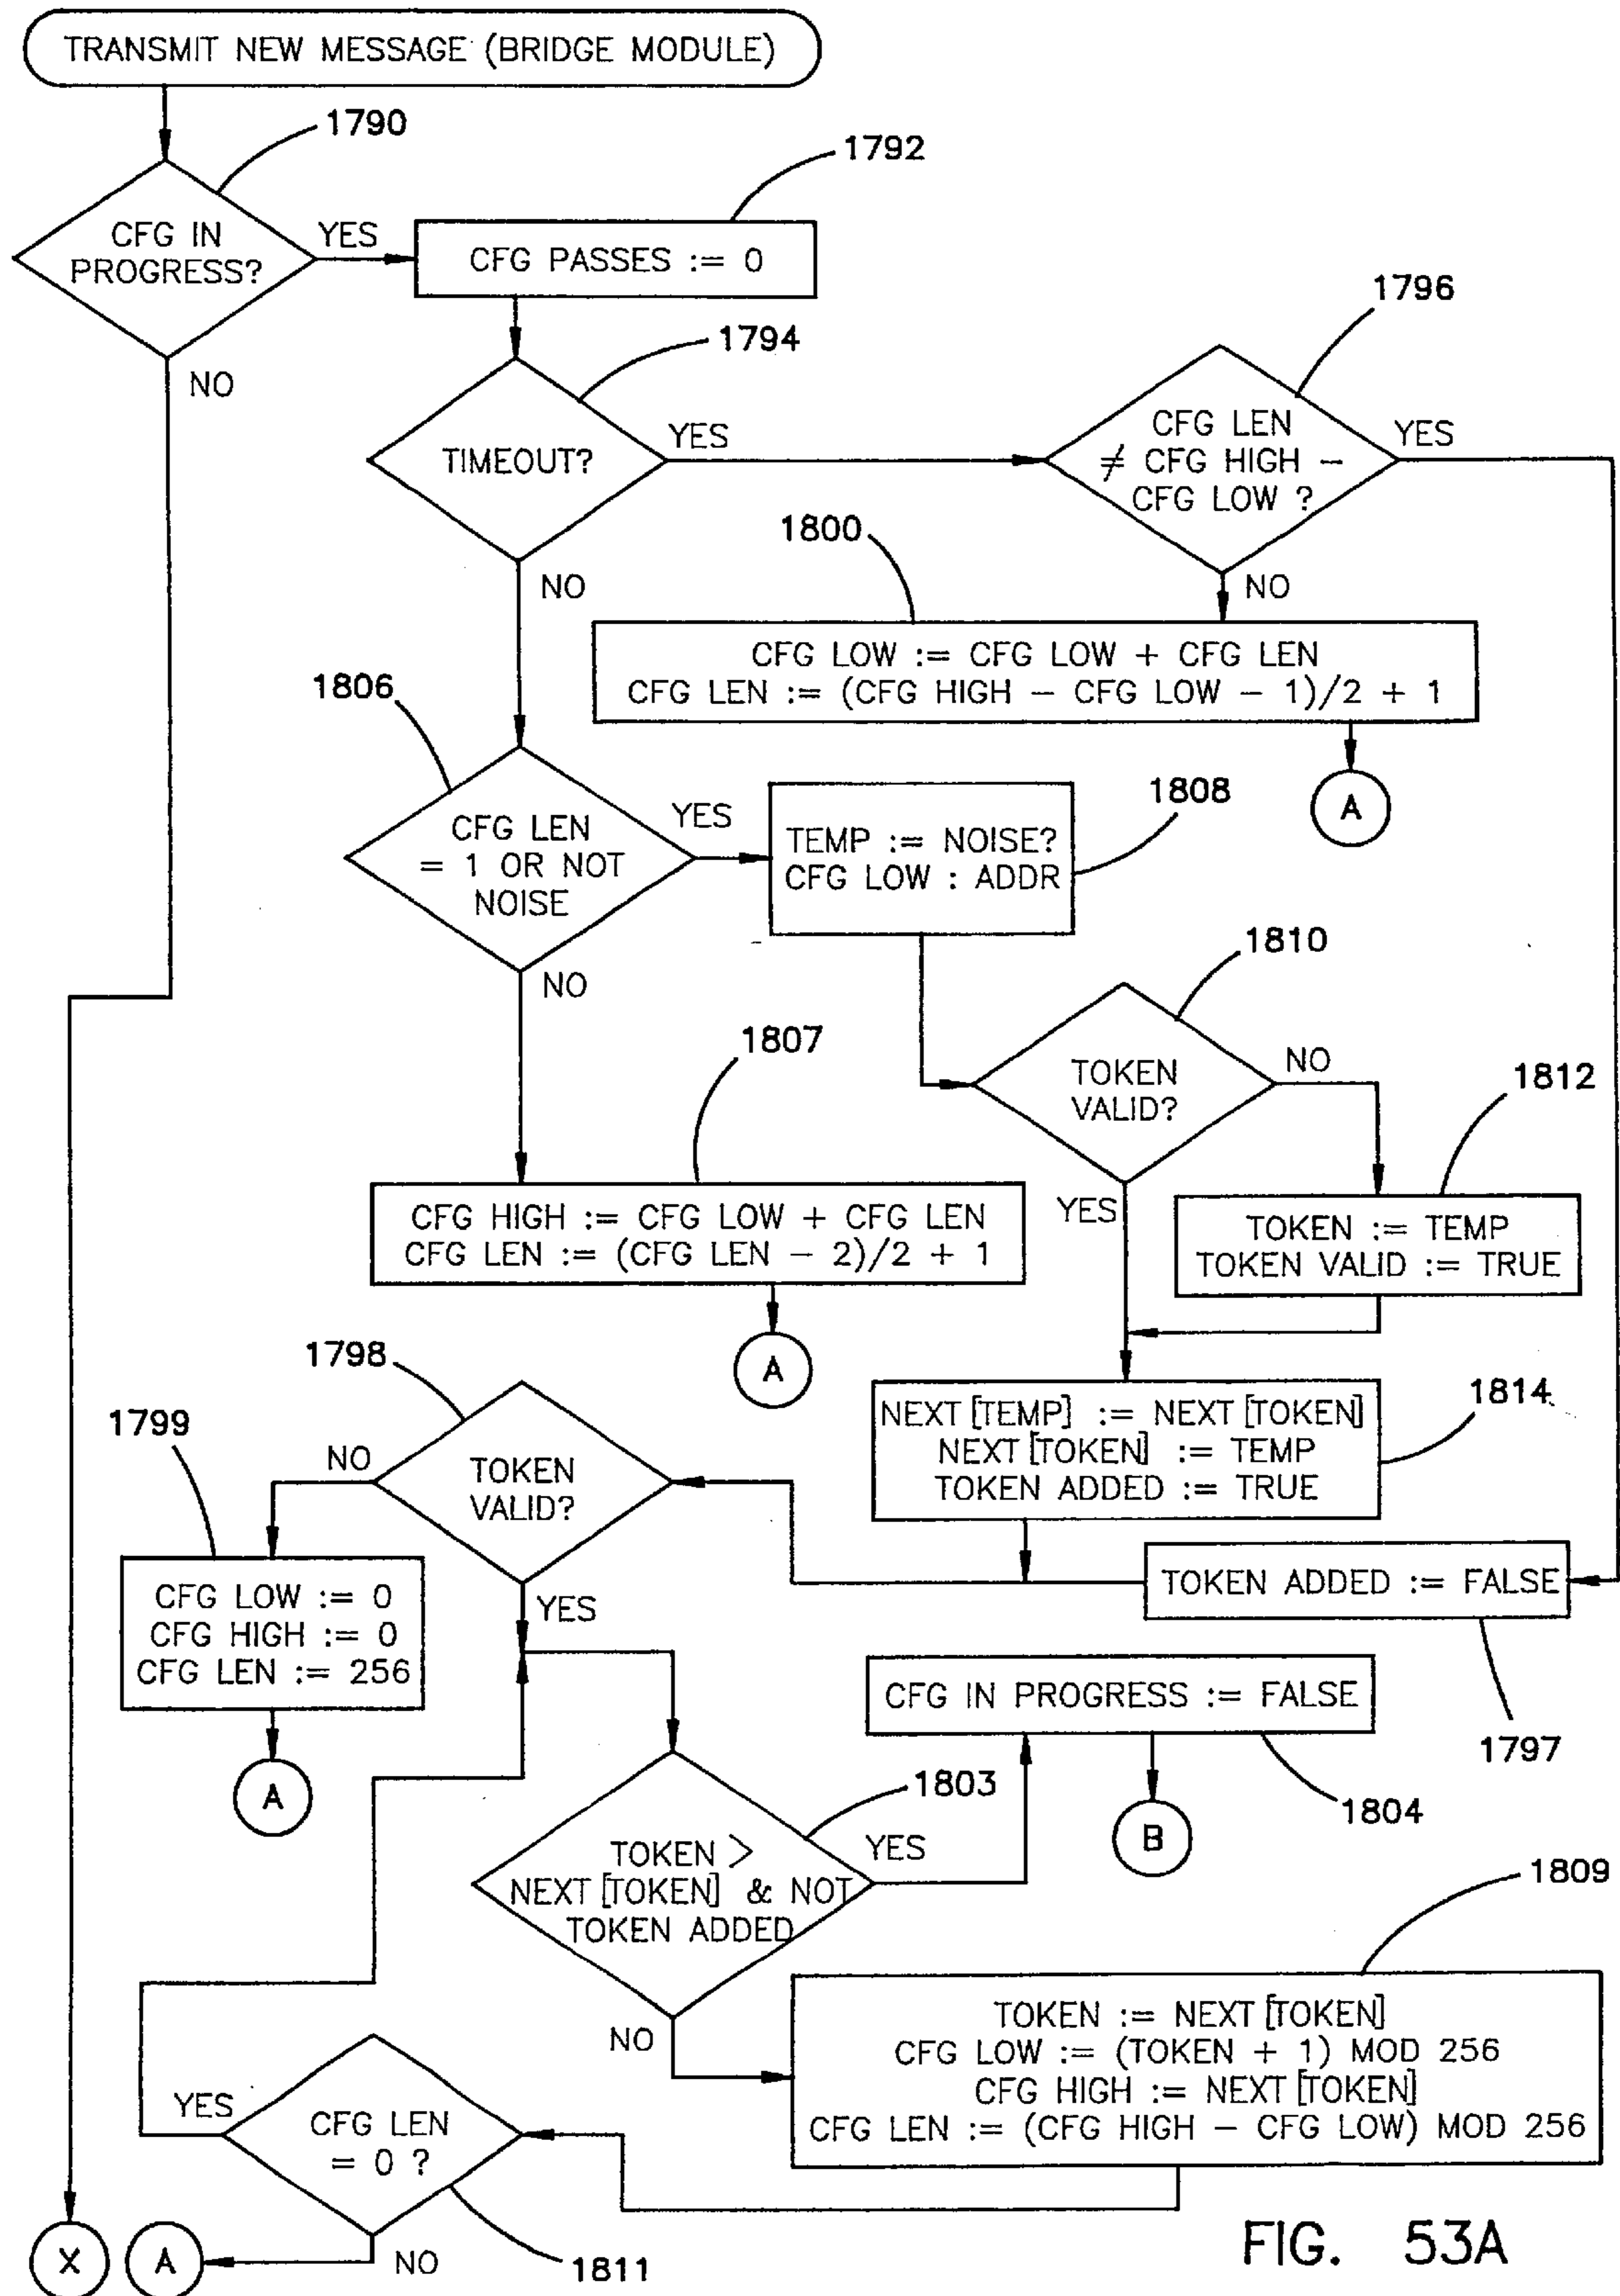 TRANSMIT NEW MESSAGE (BRIDGE MODULE)
1790
1792
CFG IN
PROGRESS?
YES
CFG PASSES := 0
NO
1794
1796
TIMEOUT?
YES
CFG LEN
≠ CFG HIGH –
CFG LOW ?
YES
NO
1800
NO
CFG LOW := CFG LOW + CFG LEN
CFG LEN := (CFG HIGH – CFG LOW – 1)/2 + 1
A
1806
CFG LEN
= 1 OR NOT
NOISE
YES
TEMP := NOISE?
CFG LOW : ADDR
1808
NO
1810
TOKEN
VALID?
NO
1812
1807
CFG HIGH := CFG LOW + CFG LEN
CFG LEN := (CFG LEN – 2)/2 + 1
YES
TOKEN := TEMP
TOKEN VALID := TRUE
A
1798
1814
NEXT [TEMP] := NEXT [TOKEN]
NEXT [TOKEN] := TEMP
TOKEN ADDED := TRUE
1799
NO
TOKEN
VALID?
TOKEN ADDED := FALSE
YES
CFG LOW := 0
CFG HIGH := 0
CFG LEN := 256
CFG IN PROGRESS := FALSE
1797
A
1803
1804
B
TOKEN >
NEXT [TOKEN] & NOT
TOKEN ADDED
YES
1809
NO
TOKEN := NEXT [TOKEN]
CFG LOW := (TOKEN + 1) MOD 256
CFG HIGH := NEXT [TOKEN]
CFG LEN := (CFG HIGH – CFG LOW) MOD 256
YES
CFG LEN
= 0 ?
X
A
NO
1811
FIG. 53A